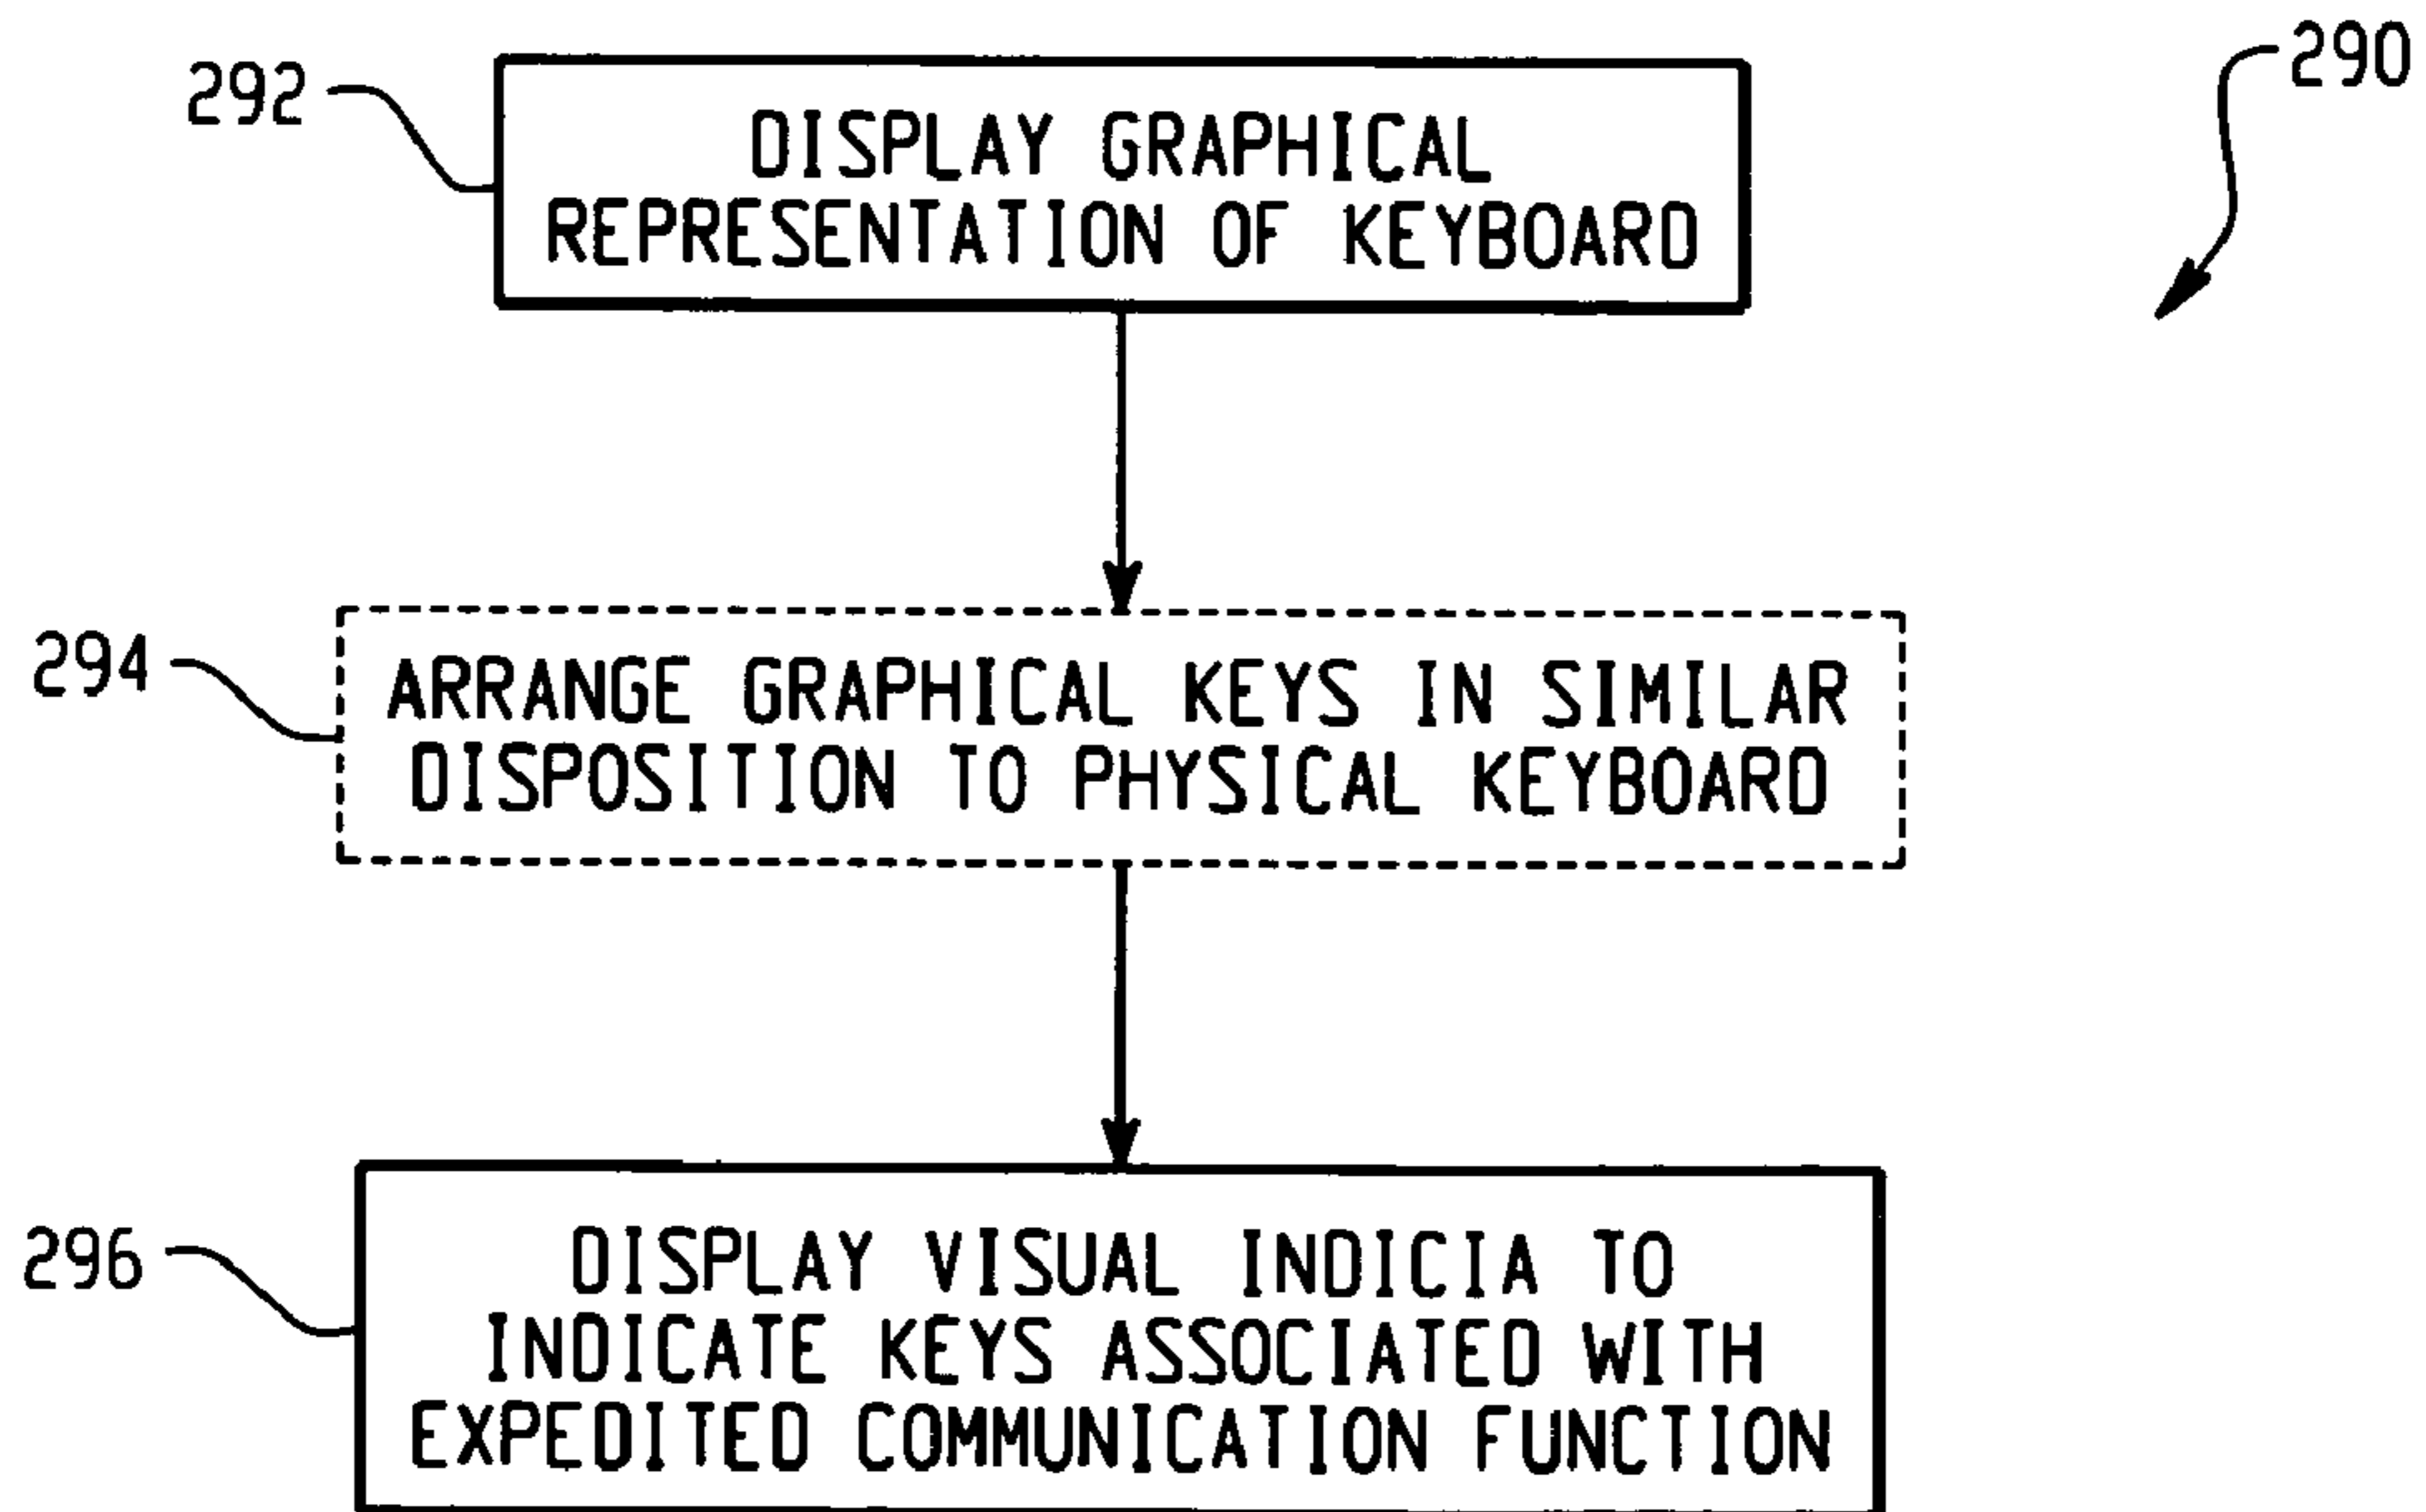 290
292
DISPLAY GRAPHICAL
REPRESENTATION OF KEYBOARD
294
ARRANGE GRAPHICAL KEYS IN SIMILAR
DISPOSITION TO PHYSICAL KEYBOARD
296
DISPLAY VISUAL INDICIA TO
INDICATE KEYS ASSOCIATED WITH
EXPEDITED COMMUNICATION FUNCTION